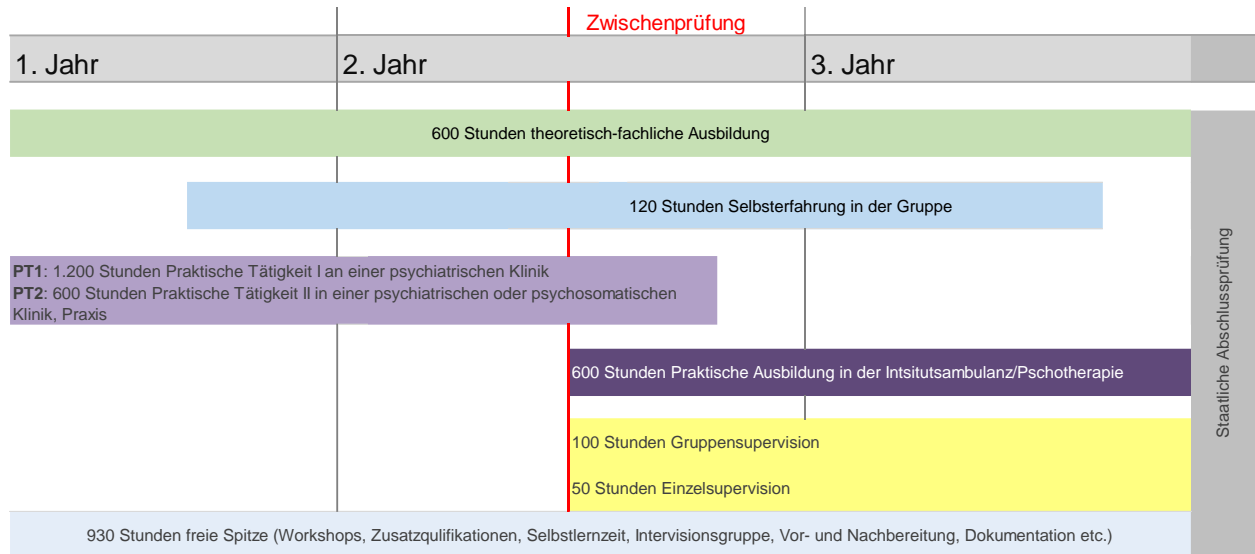 Zwischenprüfung
1. Jahr
2. Jahr
3. Jahr
600 Stunden theoretisch-fachliche Ausbildung
120 Stunden Selbsterfahrung in der Gruppe
PT1: 1.200 Stunden Praktische Tätigkeit I an einer psychiatrischen Klinik
PT2: 600 Stunden Praktische Tätigkeit II in einer psychiatrischen oder psychosomatischen
Klinik, Praxis
600 Stunden Praktische Ausbildung in der Intsitutsambulanz/Pschotherapie
100 Stunden Gruppensupervision
50 Stunden Einzelsupervision
930 Stunden freie Spitze (Workshops, Zusatzqulifikationen, Selbstlernzeit, Intervisionsgruppe, Vor- und Nachbereitung, Dokumentation etc.)
Staatliche Abschlussprüfung